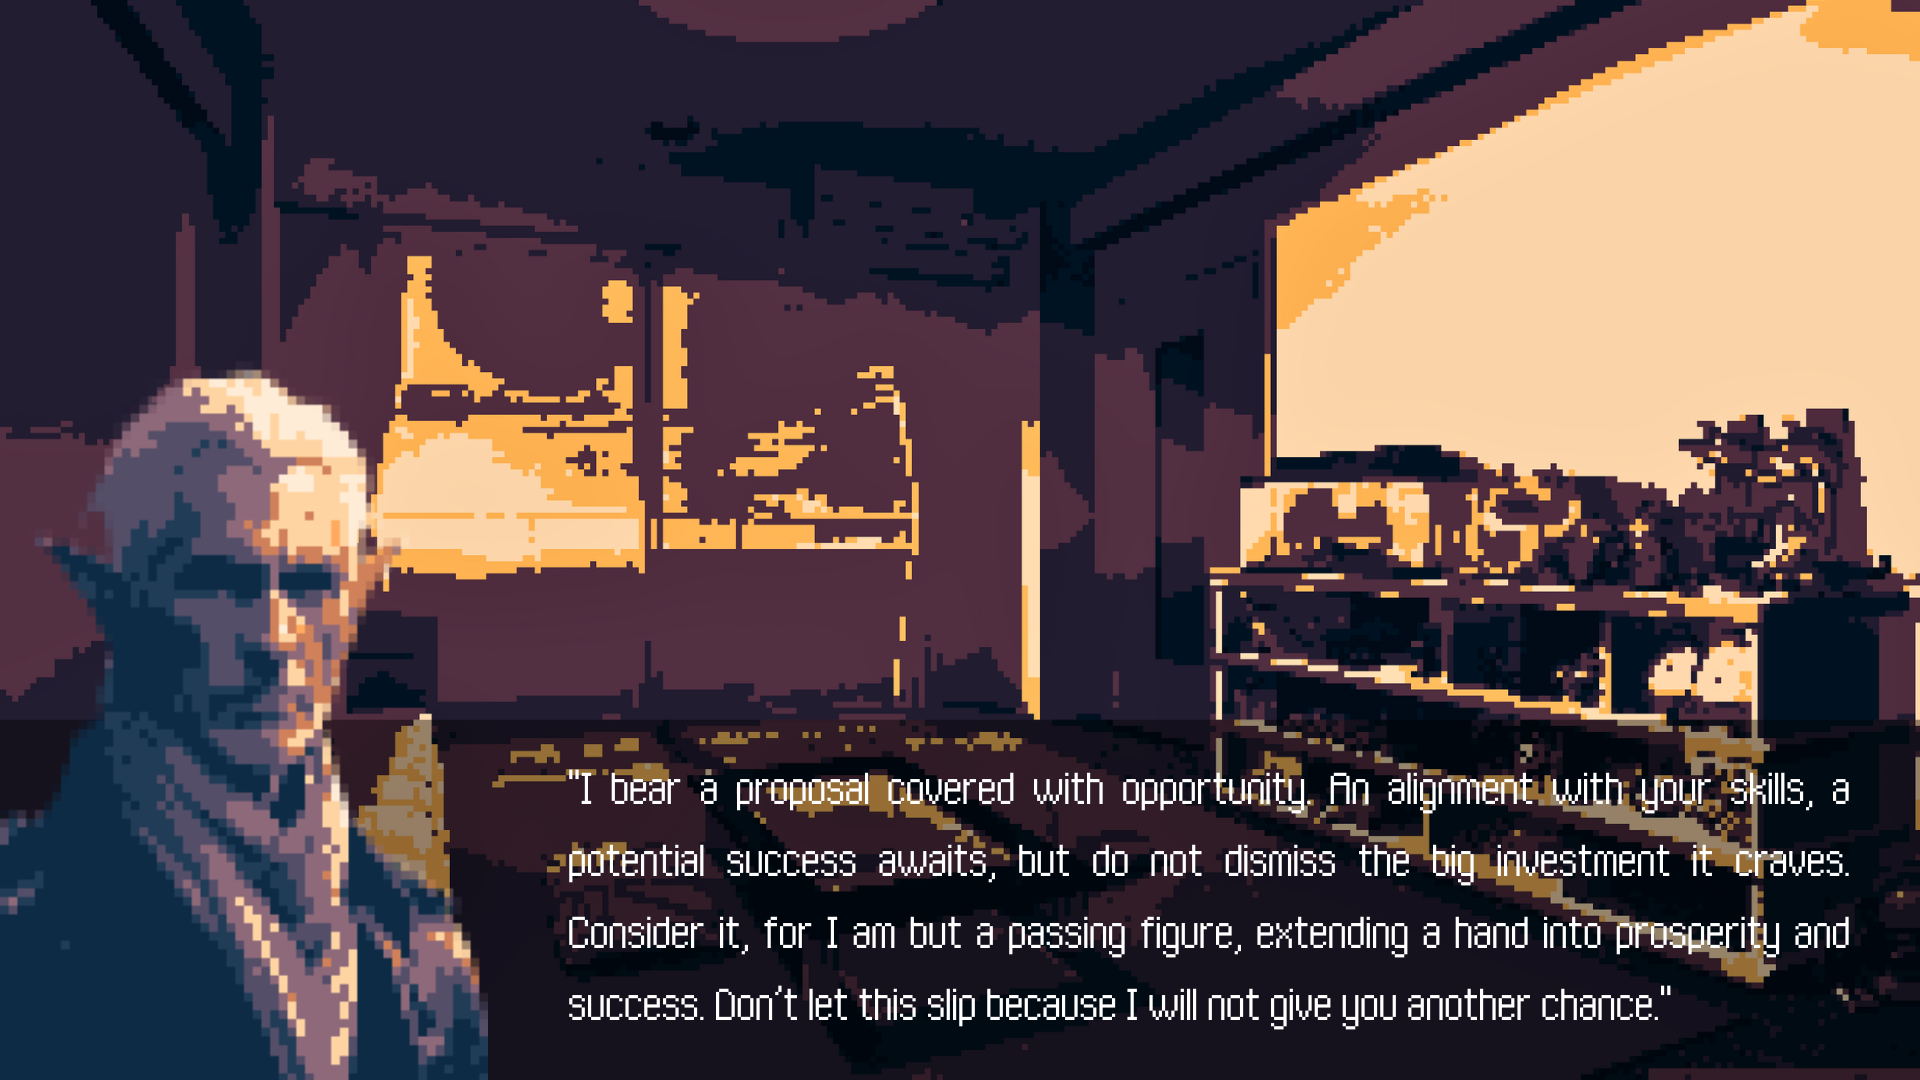 "I bear a proposal covered with opportunity. An alignment with your skills, a
potential success awaits, but do not dismiss the big investment it craves.
Consider it, for I am but a passing figure, extending a hand into prosperity and
success. Don't let this slip because I will not give you another chance."